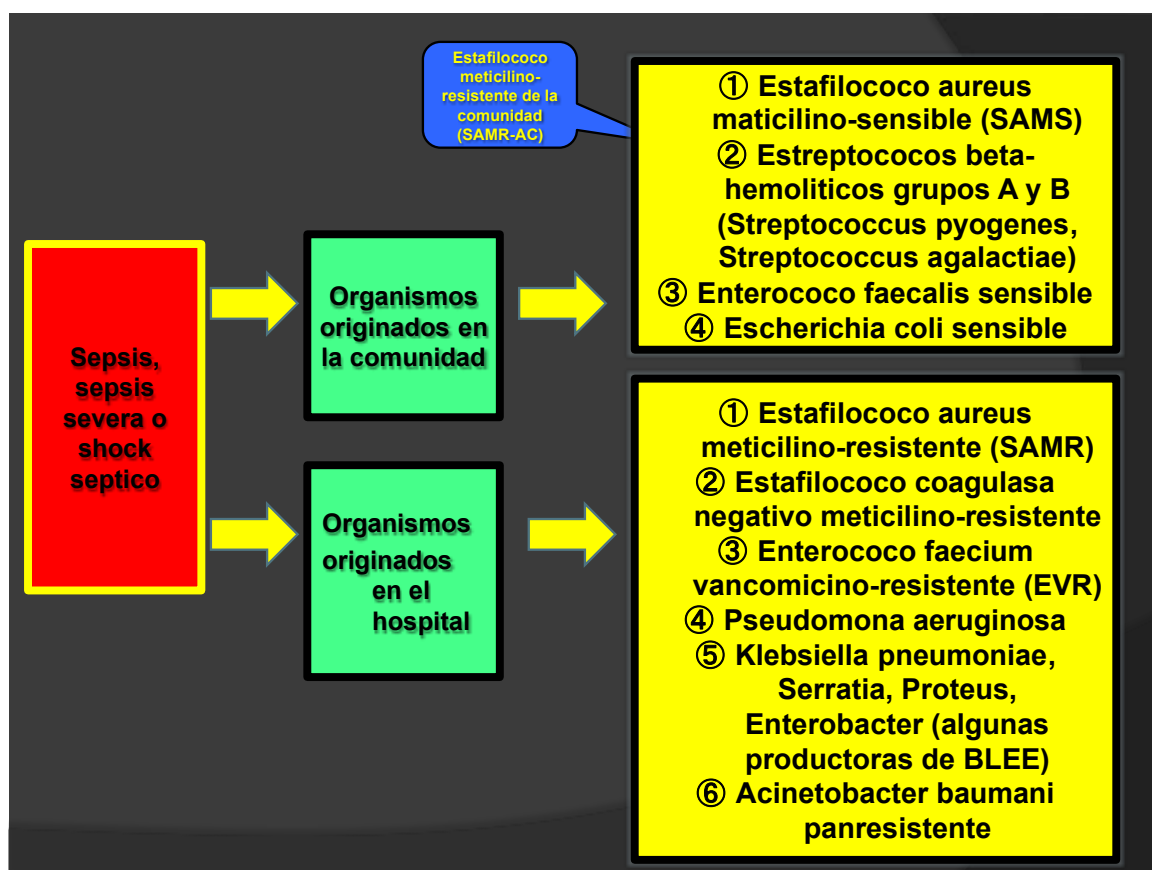 Estafilococo
meticilino-
resistente de la
comunidad
(SAMR-AC)
① Estafilococo aureus
maticilino-sensible (SAMS)
② Estreptococos beta-
hemoliticos grupos A y B
(Streptococcus pyogenes,
Streptococcus agalactiae)
③ Enterococo faecalis sensible
④ Escherichia coli sensible
Organismos
originados en
la comunidad
Sepsis,
sepsis
severa o
shock
septico
Organismos
originados
en el
hospital
① Estafilococo aureus
meticilino-resistente (SAMR)
② Estafilococo coagulasa
negativo meticilino-resistente
③ Enterococo faecium
vancomicino-resistente (EVR)
④ Pseudomona aeruginosa
⑤ Klebsiella pneumoniae,
Serratia, Proteus,
Enterobacter (algunas
productoras de BLEE)
⑥ Acinetobacter baumani
panresistente